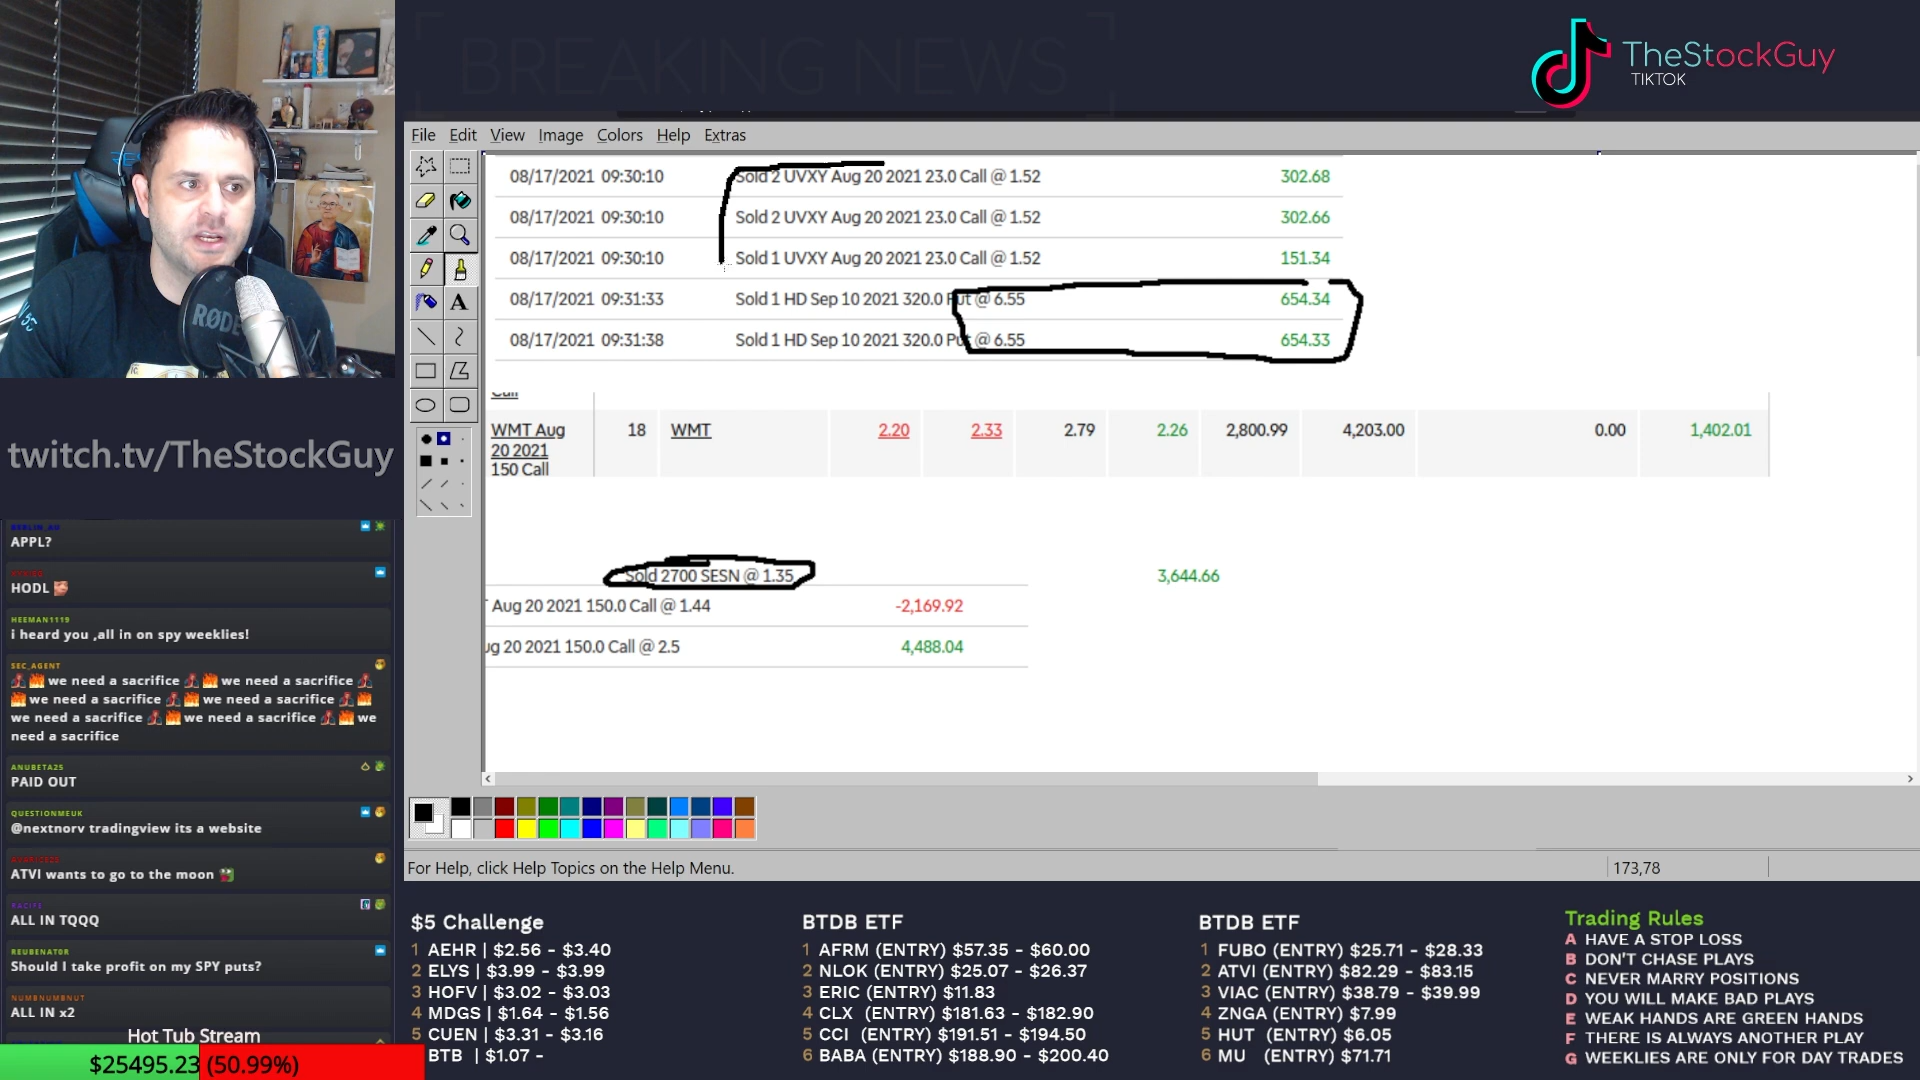 BREAKING NEWS
TheStockGuy
TIKTOK
File Edit View Image Colors Help Extras
08/17/2021 09:30:10 Sold 2 UVXY Aug 20 2021 23.0 Call @ 1.52 302.68
08/17/2021 09:30:10 Sold 2 UVXY Aug 20 2021 23.0 Call @ 1.52 302.66
08/17/2021 09:30:10 Sold 1 UVXY Aug 20 2021 23.0 Call @ 1.52 151.34
08/17/2021 09:31:33 Sold 1 HD Sep 10 2021 320.0 Put @ 6.55 654.34
08/17/2021 09:31:38 Sold 1 HD Sep 10 2021 320.0 Put @ 6.55 654.33
RØDE
WMT Aug 18 WMT 2.20 2.33 2.79 2.26 2,800.99 4,203.00 0.00 1,402.01
20 2021
150 Call
Sold 2700 SESN @ 1.35 3,644.66
Aug 20 2021 150.0 Call @ 1.44 -2,169.92
ug 20 2021 150.0 Call @ 2.5 4,488.04
For Help, click Help Topics on the Help Menu. 173,78
twitch.tv/TheStockGuy
APPL?
HODL
HEEMAN1119
i heard you ,all in on spy weeklies!
SEC_AGENT
we need a sacrifice we need a sacrifice
we need a sacrifice we need a sacrifice
we need a sacrifice we need a sacrifice we
need a sacrifice
ANUBETA25
PAID OUT
QUESTIONMEUK
@nextnorv tradingview its a website
ATVI wants to go to the moon
ALL IN TQQQ
REUBENAT0R
Should I take profit on my SPY puts?
NUMBNUMBNUT
ALL IN x2
Hot Tub Stream
$25495.23 (50.99%)
$5 Challenge
1 AEHR | $2.56 - $3.40
2 ELYS | $3.99 - $3.99
3 HOFV | $3.02 - $3.03
4 MDGS | $1.64 - $1.56
5 CUEN | $3.31 - $3.16
BTB | $1.07 -
BTDB ETF
1 AFRM (ENTRY) $57.35 - $60.00
2 NLOK (ENTRY) $25.07 - $26.37
3 ERIC (ENTRY) $11.83
4 CLX (ENTRY) $181.63 - $182.90
5 CCI (ENTRY) $191.51 - $194.50
6 BABA (ENTRY) $188.90 - $200.40
BTDB ETF
1 FUBO (ENTRY) $25.71 - $28.33
2 ATVI (ENTRY) $82.29 - $83.15
3 VIAC (ENTRY) $38.79 - $39.99
4 ZNGA (ENTRY) $7.99
5 HUT (ENTRY) $6.05
6 MU (ENTRY) $71.71
Trading Rules
A HAVE A STOP LOSS
B DON'T CHASE PLAYS
C NEVER MARRY POSITIONS
D YOU WILL MAKE BAD PLAYS
E WEAK HANDS ARE GREEN HANDS
F THERE IS ALWAYS ANOTHER PLAY
G WEEKLIES ARE ONLY FOR DAY TRADES